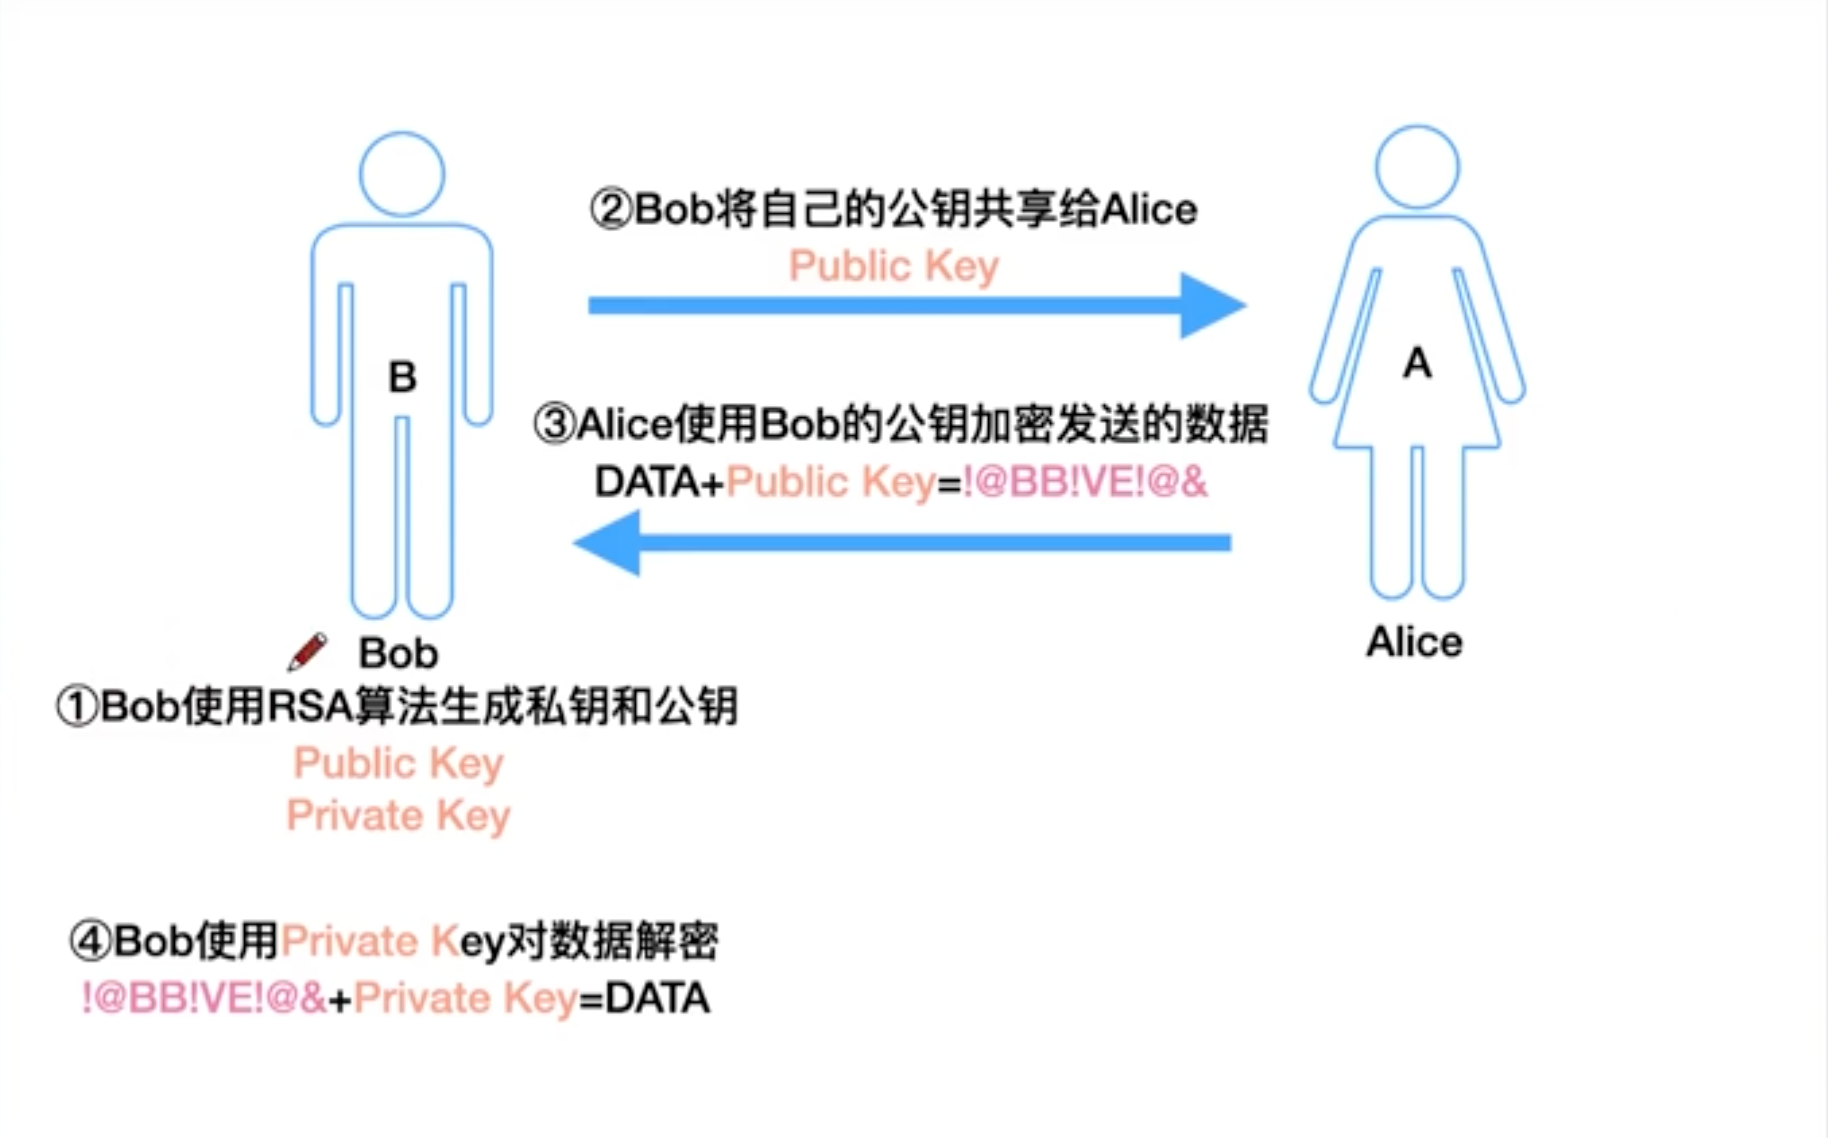 ②Bob将自己的公钥共享给Alice
Public Key
B
A
③Alice使用Bob的公钥加密发送的数据
DATA+Public Key=!@BB!VE!@&
Bob
Alice
①Bob使用RSA算法生成私钥和公钥
Public Key
Private Key
④Bob使用Private Key对数据解密
!@BB!VE!@&+Private Key=DATA